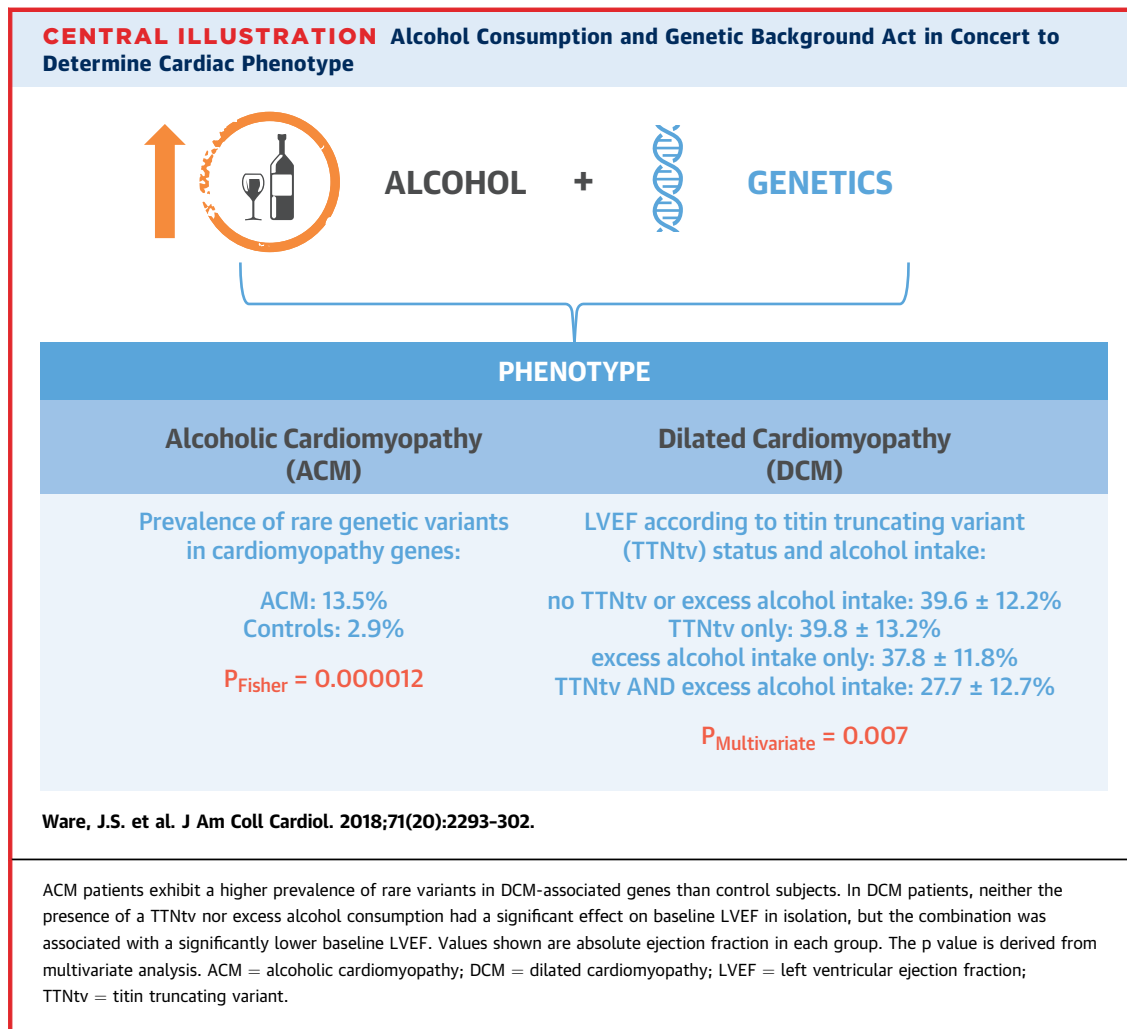 CENTRAL ILLUSTRATION Alcohol Consumption and Genetic Background Act in Concert to
Determine Cardiac Phenotype
ALCOHOL + GENETICS
PHENOTYPE
Alcoholic Cardiomyopathy
(ACM)
Dilated Cardiomyopathy
(DCM)
Prevalence of rare genetic variants
in cardiomyopathy genes:
ACM: 13.5%
Controls: 2.9%
PFisher = 0.000012
LVEF according to titin truncating variant
(TTNtv) status and alcohol intake:
no TTNtv or excess alcohol intake: 39.6 ± 12.2%
TTNtv only: 39.8 ± 13.2%
excess alcohol intake only: 37.8 ± 11.8%
TTNtv AND excess alcohol intake: 27.7 ± 12.7%
PMultivariate = 0.007
Ware, J.S. et al. J Am Coll Cardiol. 2018;71(20):2293–302.
ACM patients exhibit a higher prevalence of rare variants in DCM-associated genes than control subjects. In DCM patients, neither the
presence of a TTNtv nor excess alcohol consumption had a significant effect on baseline LVEF in isolation, but the combination was
associated with a significantly lower baseline LVEF. Values shown are absolute ejection fraction in each group. The p value is derived from
multivariate analysis. ACM = alcoholic cardiomyopathy; DCM = dilated cardiomyopathy; LVEF = left ventricular ejection fraction;
TTNtv = titin truncating variant.